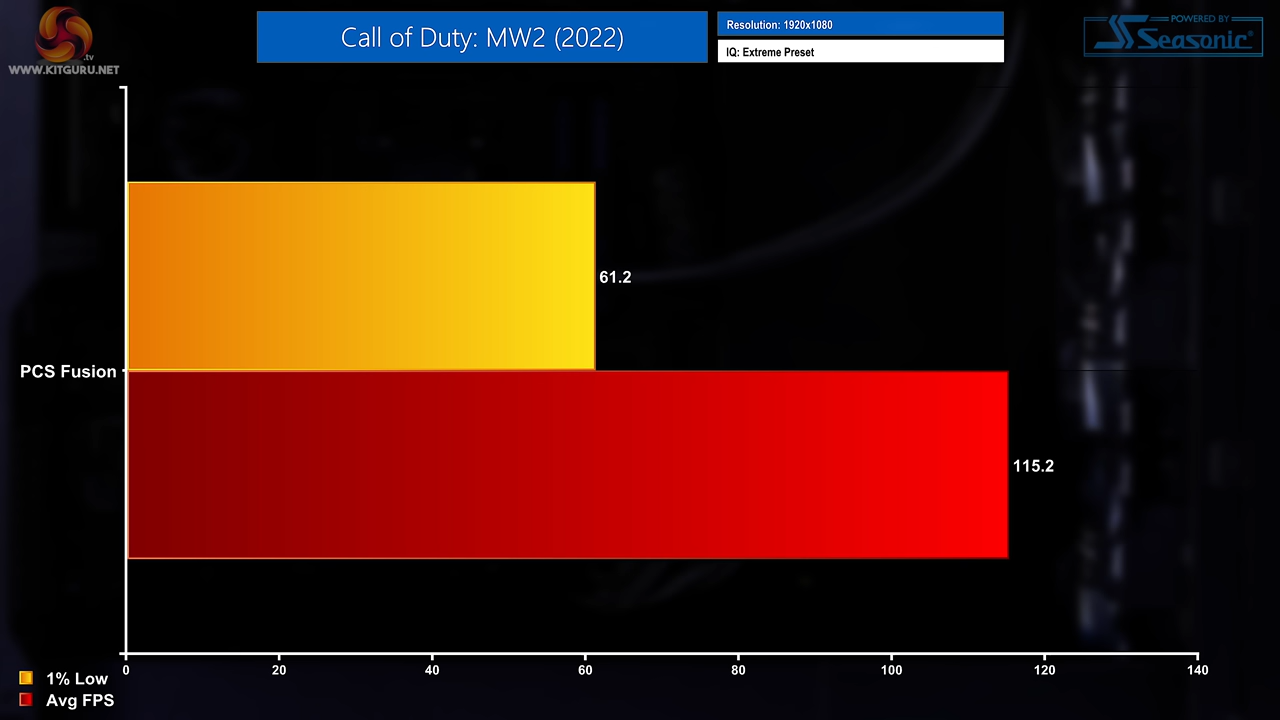 Call of Duty: MW2 (2022)
Resolution: 1920x1080
IQ: Extreme Preset
POWERED BY
Seasonic®
.tv
WWW.KITGURU.NET
61.2
PCS Fusion
115.2
0 20 40 60 80 100 120 140
1% Low
Avg FPS